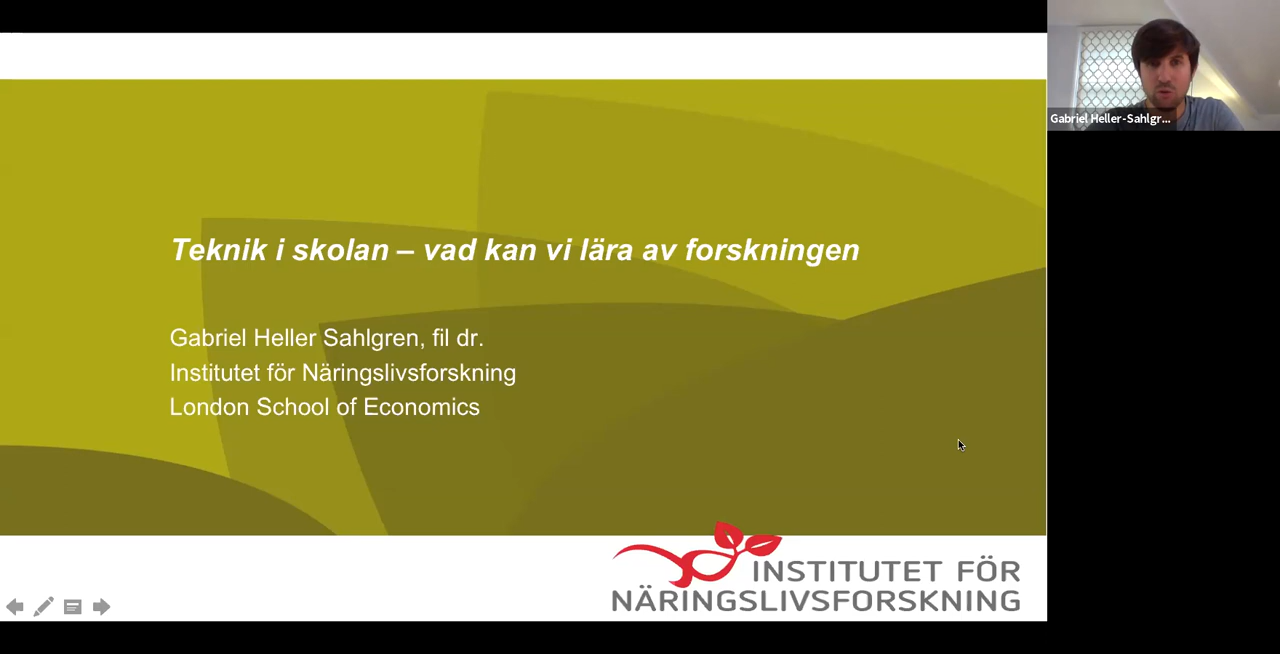 Teknik i skolan – vad kan vi lära av forskningen
Gabriel Heller Sahlgren, fil dr.
Institutet för Näringslivsforskning
London School of Economics
INSTITUTET FÖR
NÄRINGSLIVSFORSKNING
Gabriel Heller-Sahlgr...